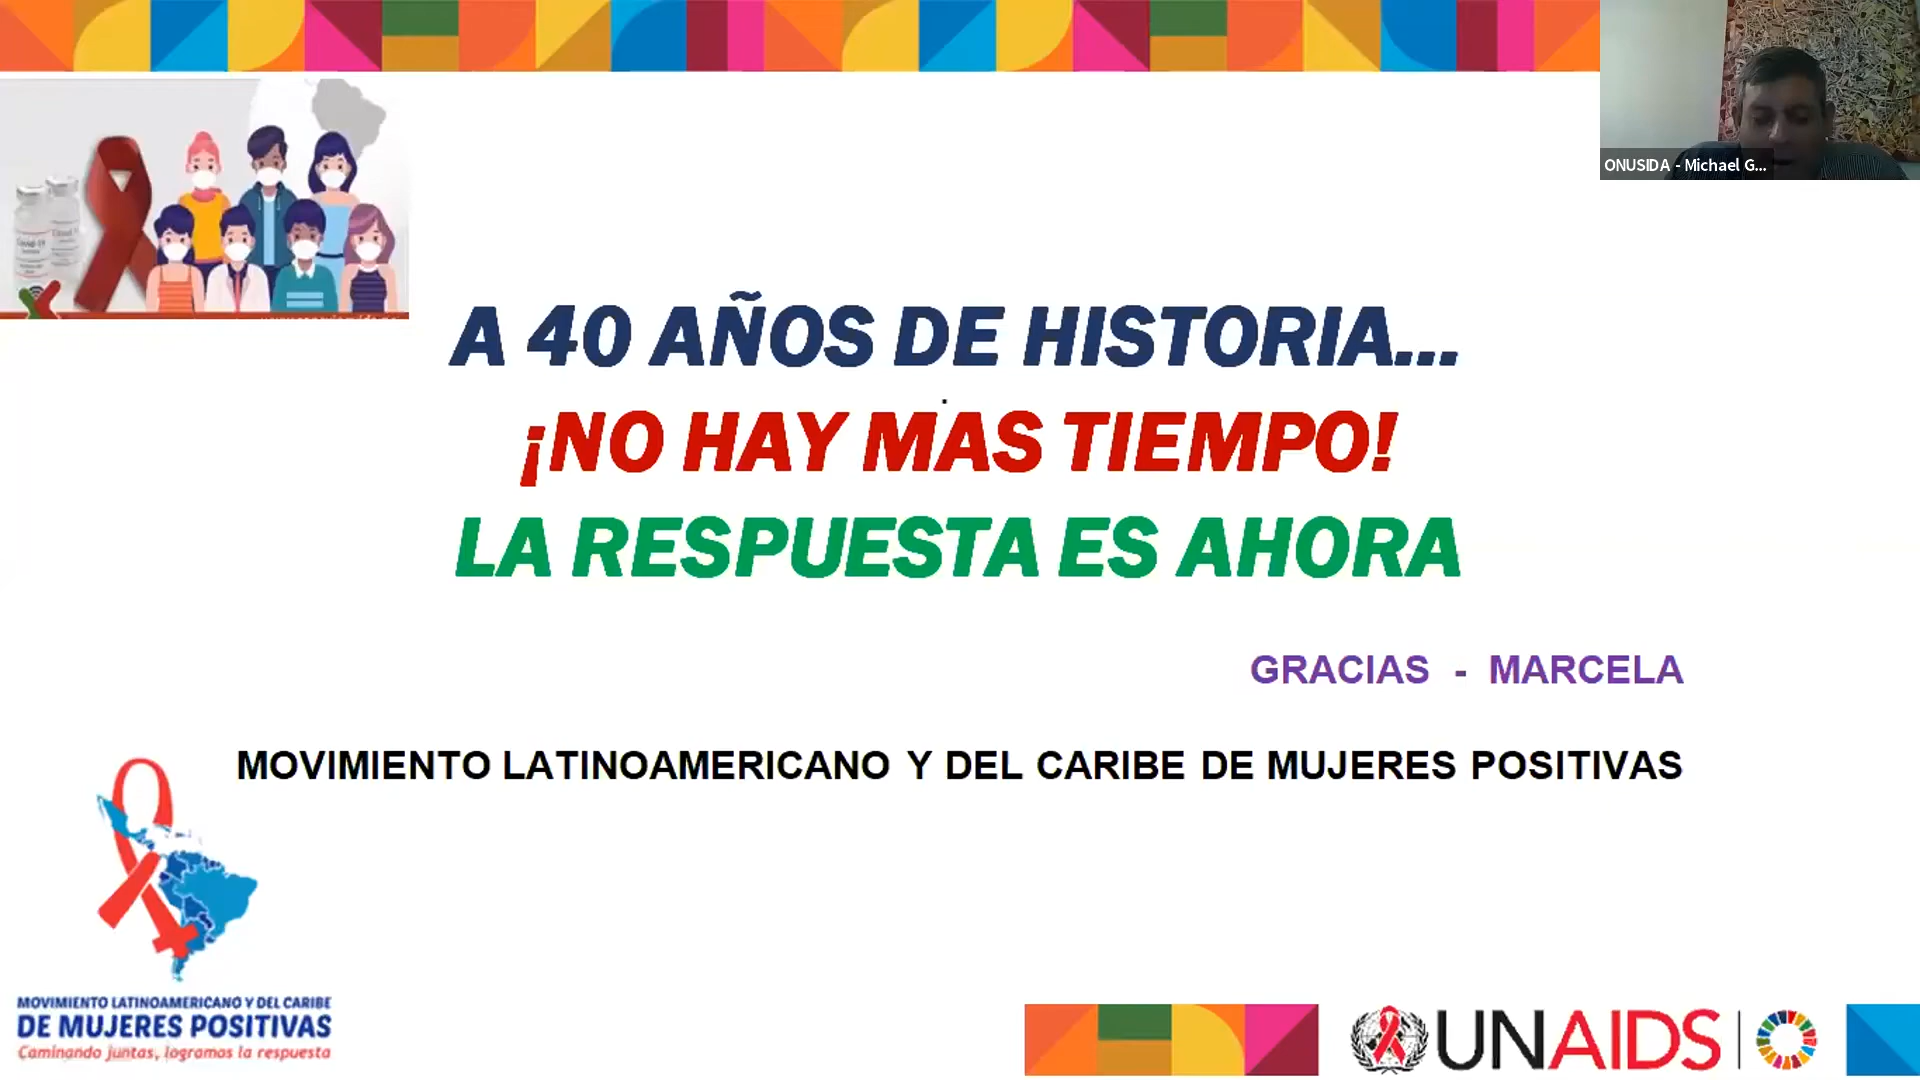 ONUSIDA - Michael G...
A 40 AÑOS DE HISTORIA...
¡NO HAY MAS TIEMPO!
LA RESPUESTA ES AHORA
GRACIAS - MARCELA
MOVIMIENTO LATINOAMERICANO Y DEL CARIBE DE MUJERES POSITIVAS
MOVIMIENTO LATINOAMERICANO Y DEL CARIBE
DE MUJERES POSITIVAS
Caminando juntas, logramos la respuesta
UNAIDS